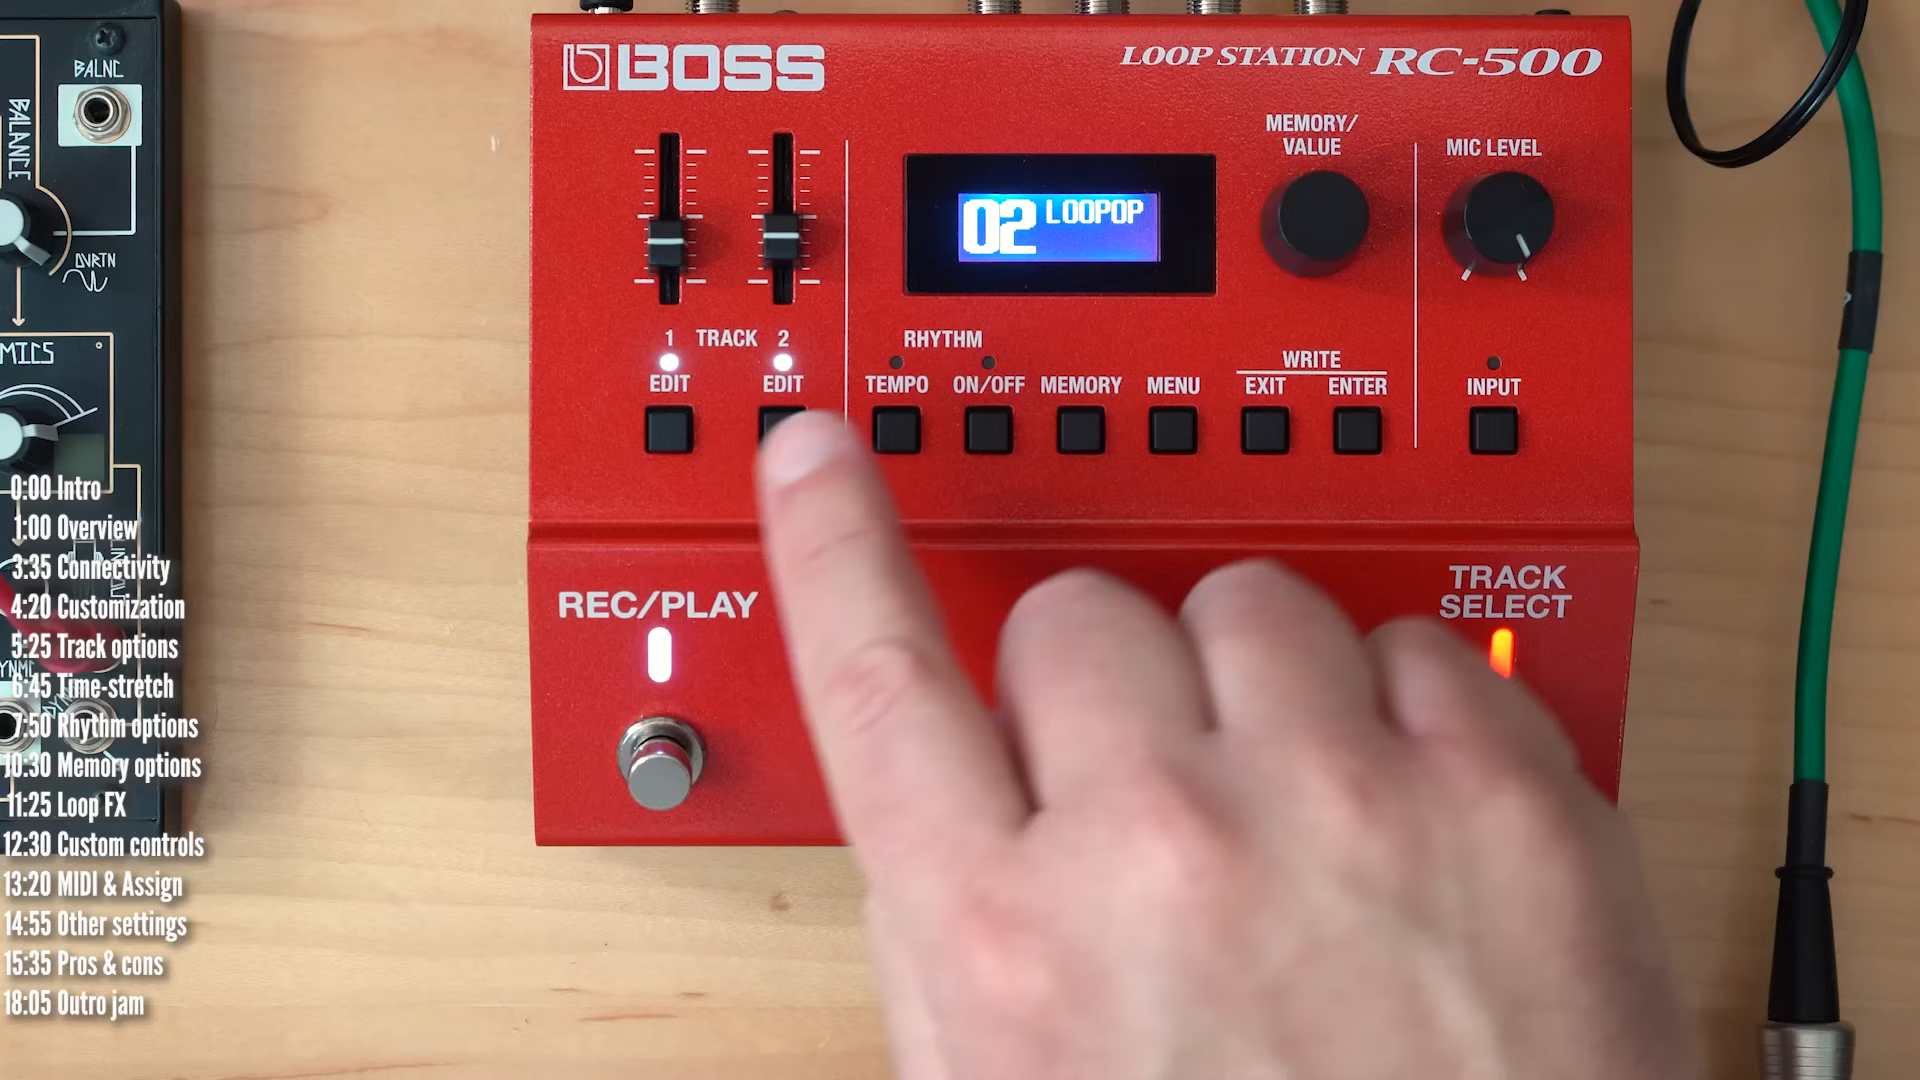 BALNC
BALANCE
DVRTN
MICS
BOSS
LOOP STATION RC-500
MEMORY/
VALUE
MIC LEVEL
02 LOOPOP
1 TRACK 2
EDIT EDIT
RHYTHM
TEMPO ON/OFF MEMORY MENU
WRITE
EXIT ENTER
INPUT
REC/PLAY
TRACK
SELECT
0:00 Intro
1:00 Overview
3:35 Connectivity
4:20 Customization
5:25 Track options
6:45 Time-stretch
7:50 Rhythm options
10:30 Memory options
11:25 Loop FX
12:30 Custom controls
13:20 MIDI & Assign
14:55 Other settings
15:35 Pros & cons
18:05 Outro jam